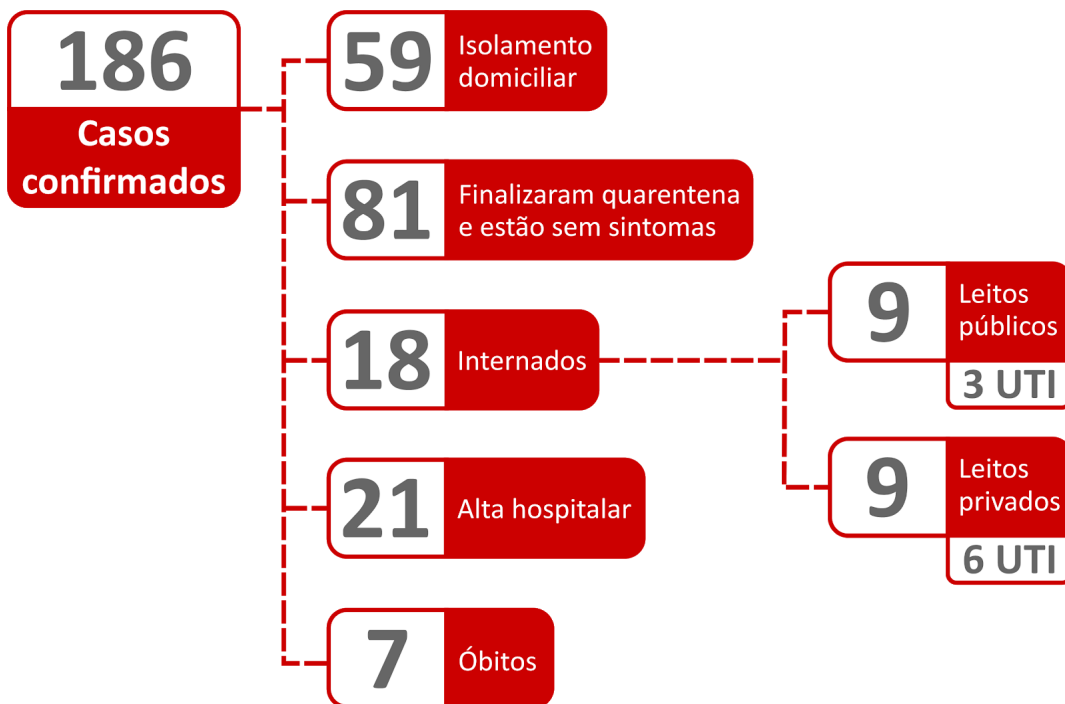 186
Casos
confirmados
59
Isolamento
domiciliar
81
Finalizaram quarentena
e estão sem sintomas
18
Internados
9
Leitos
públicos
3 UTI
9
Leitos
privados
6 UTI
21
Alta hospitalar
7
Óbitos